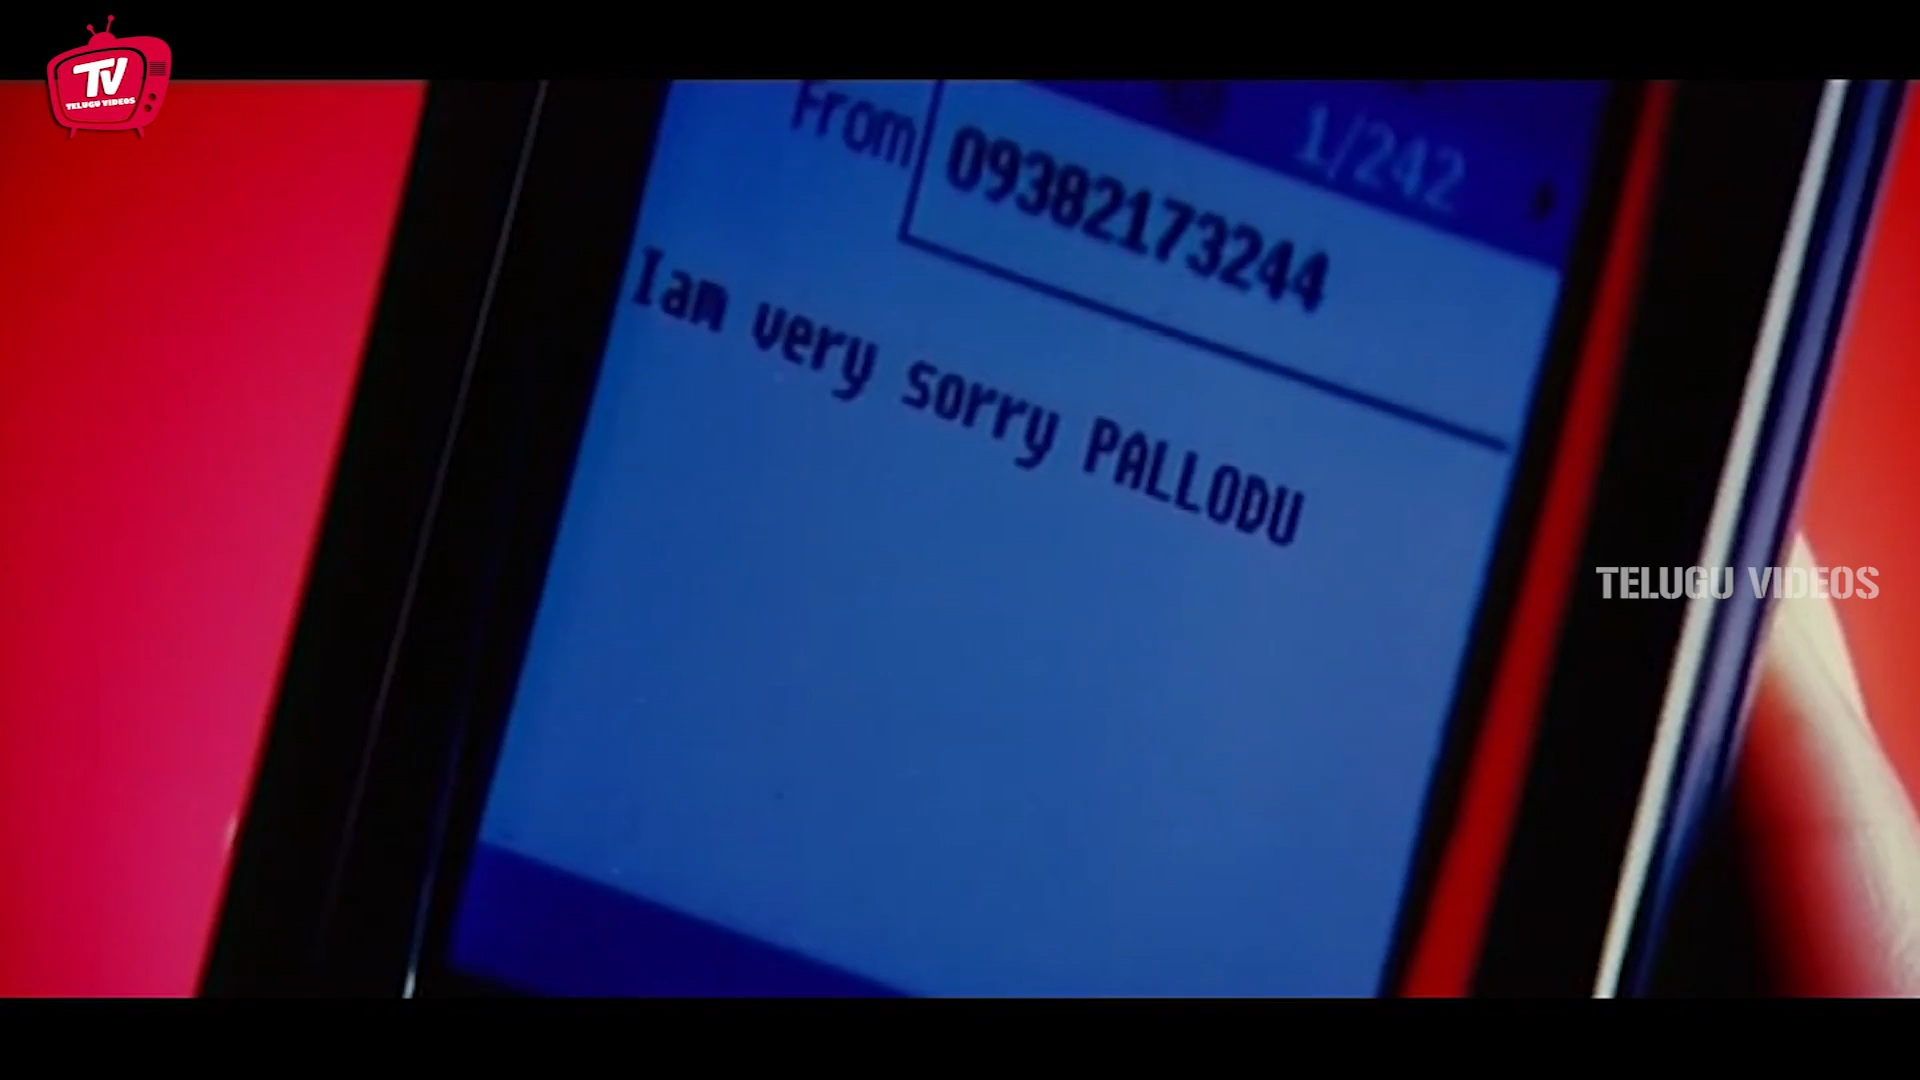 TV
TELUGU VIDEOS
1/242
From 09382173244
Iam very sorry PALLODU
TELUGU VIDEOS